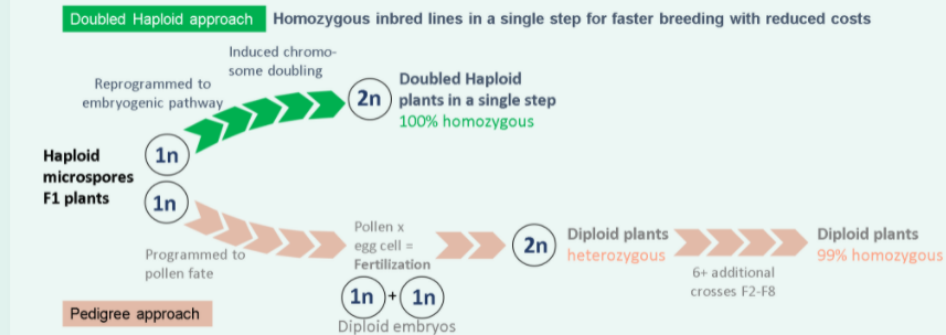 Doubled Haploid approach Homozygous inbred lines in a single step for faster breeding with reduced costs
Induced chromo-
some doubling
Reprogrammed to
embryogenic pathway
2n
Doubled Haploid
plants in a single step
100% homozygous
Haploid
microspores
F1 plants
1n
1n
Programmed to
pollen fate
Pollen x
egg cell =
Fertilization
1n + 1n
Diploid embryos
2n
Diploid plants
heterozygous
6+ additional
crosses F2-F8
Diploid plants
99% homozygous
Pedigree approach